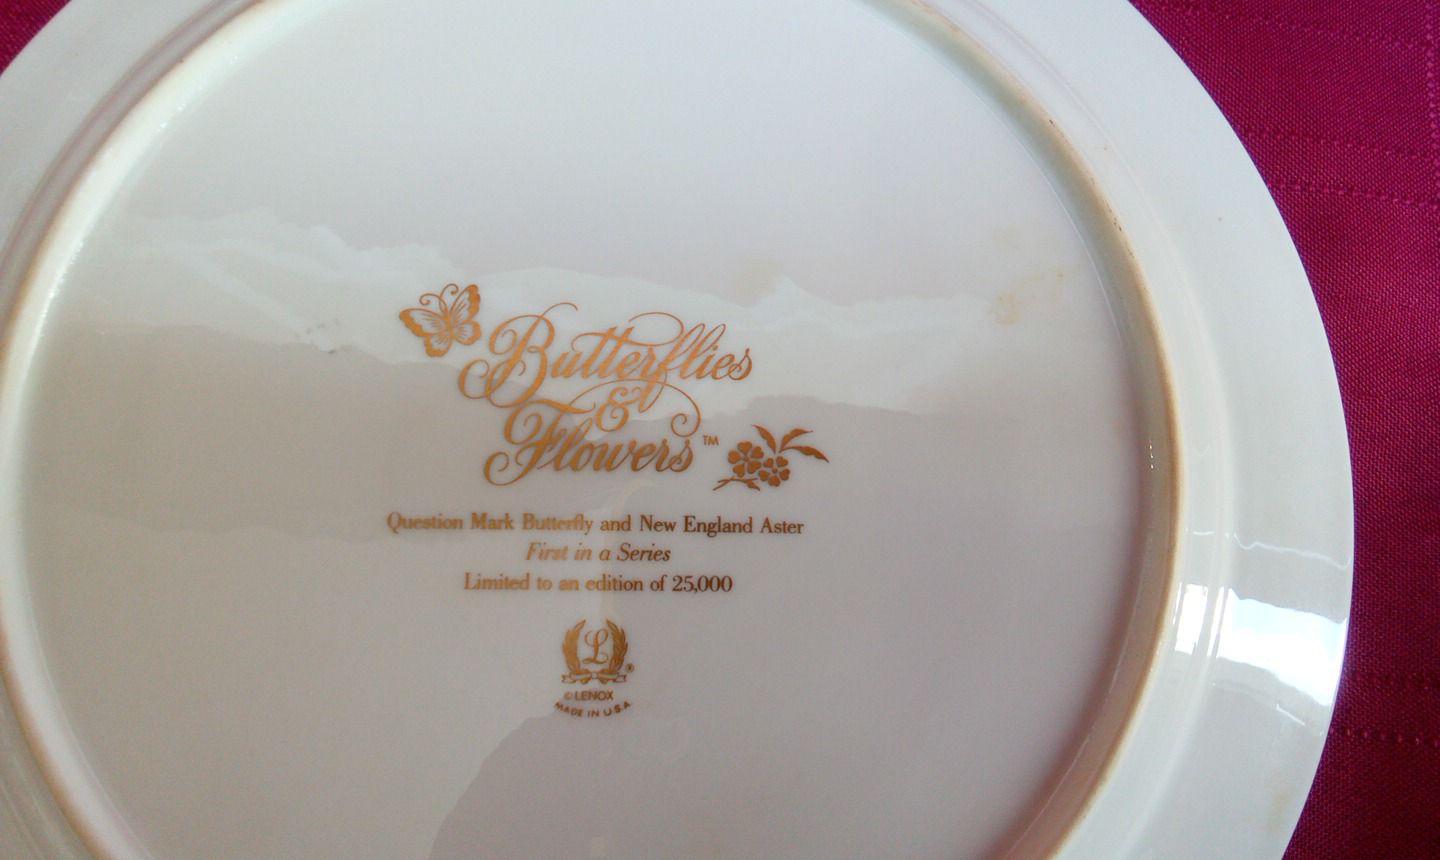 Butterflies
&
Flowers™
Question Mark Butterfly and New England Aster
First in a Series
Limited to an edition of 25,000
L®
©LENOX
MADE IN U.S.A.